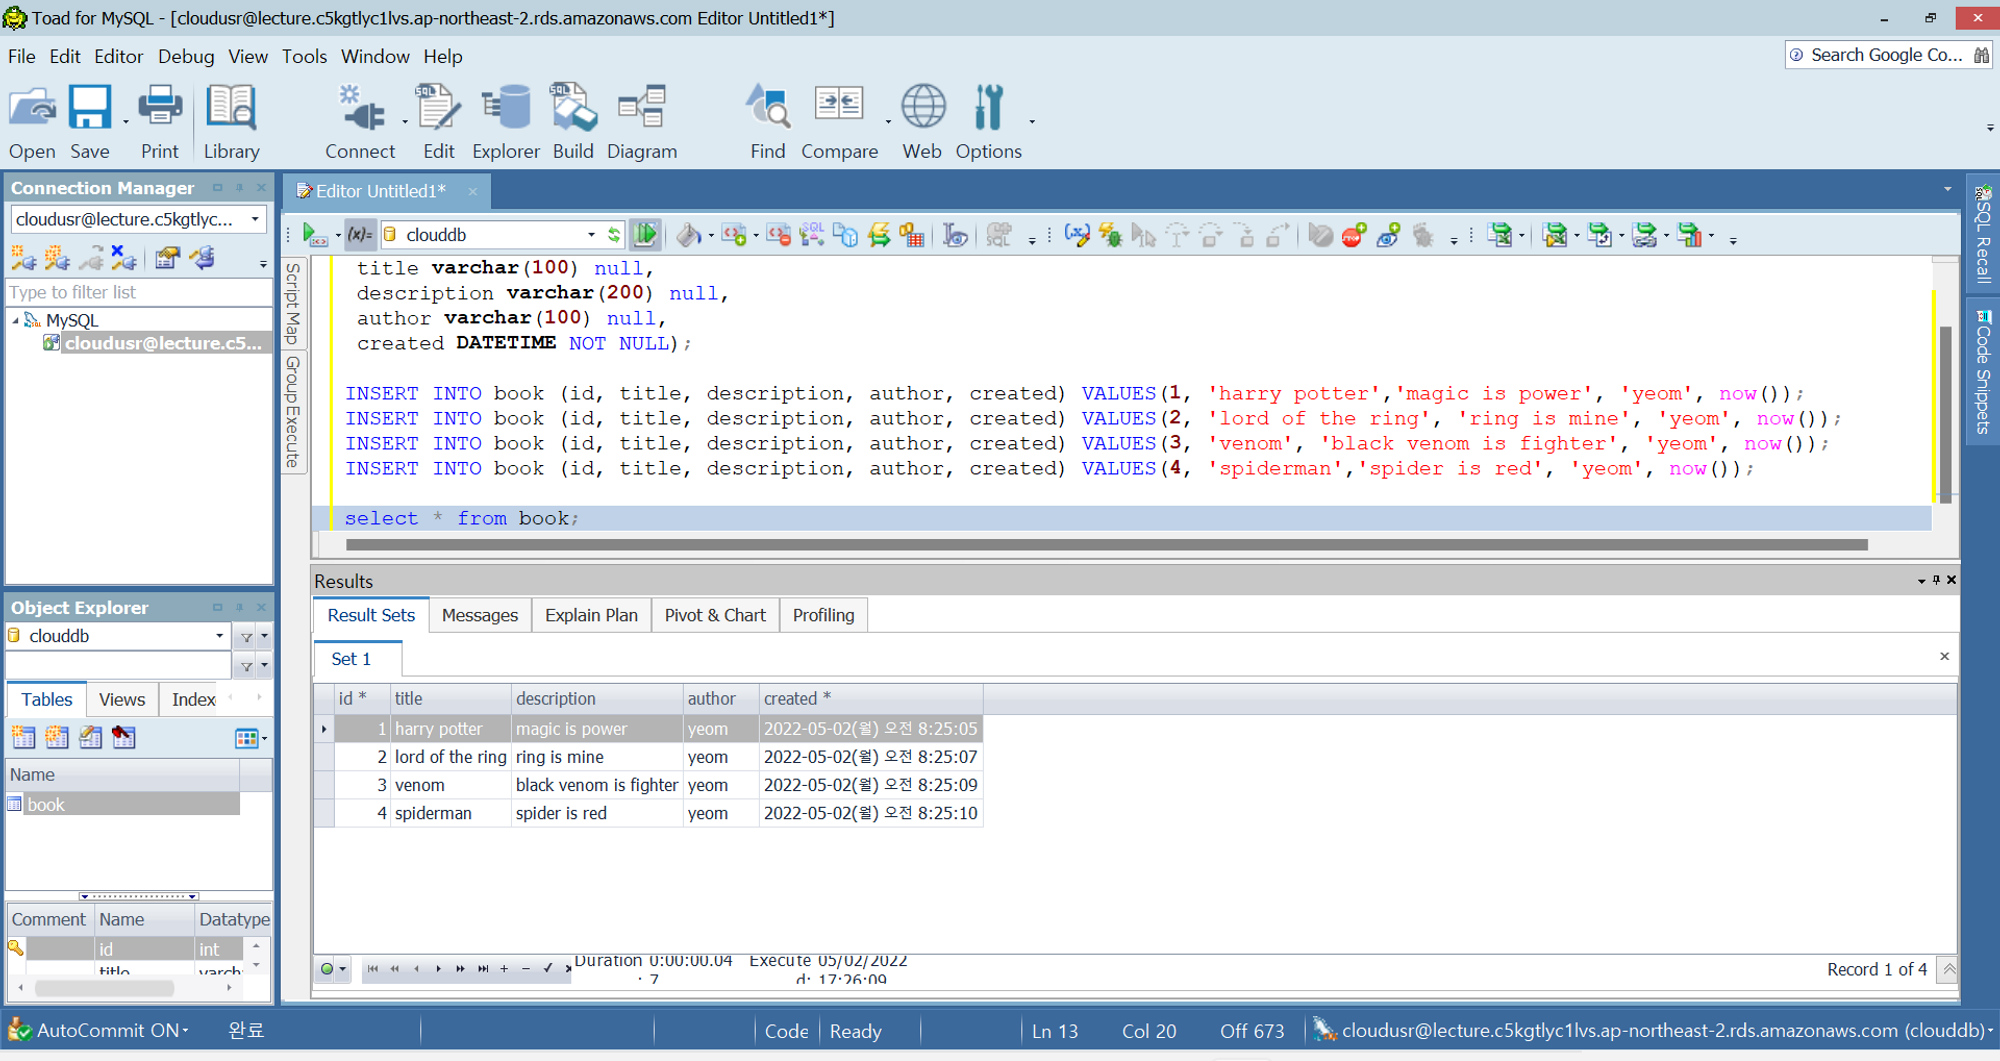 Toad for MySQL - [cloudusr@lecture.c5kgtlyc1lvs.ap-northeast-2.rds.amazonaws.com Editor Untitled1*]
File Edit Editor Debug View Tools Window Help
Search Google Co...
Open Save Print Library Connect Edit Explorer Build Diagram Find Compare Web Options
Connection Manager
cloudusr@lecture.c5kgtlyc...
Type to filter list
MySQL
cloudusr@lecture.c5...
Editor Untitled1*
clouddb
Script Map
Group Execute
title varchar(100) null,
description varchar(200) null,
author varchar(100) null,
created DATETIME NOT NULL);
INSERT INTO book (id, title, description, author, created) VALUES(1, 'harry potter','magic is power', 'yeom', now());
INSERT INTO book (id, title, description, author, created) VALUES(2, 'lord of the ring', 'ring is mine', 'yeom', now());
INSERT INTO book (id, title, description, author, created) VALUES(3, 'venom', 'black venom is fighter', 'yeom', now());
INSERT INTO book (id, title, description, author, created) VALUES(4, 'spiderman','spider is red', 'yeom', now());
select * from book;
SQL Recall
Code Snippets
Object Explorer
clouddb
Tables Views Index
Name
book
Comment Name Datatype
id int
title varch
Results
Result Sets Messages Explain Plan Pivot & Chart Profiling
Set 1
id * title description author created *
1 harry potter magic is power yeom 2022-05-02(월) 오전 8:25:05
2 lord of the ring ring is mine yeom 2022-05-02(월) 오전 8:25:07
3 venom black venom is fighter yeom 2022-05-02(월) 오전 8:25:09
4 spiderman spider is red yeom 2022-05-02(월) 오전 8:25:10
Duration 0:00:00.04 Execute 05/02/2022
: 7 d: 17:26:09
Record 1 of 4
AutoCommit ON 완료 Code Ready Ln 13 Col 20 Off 673 cloudusr@lecture.c5kgtlyc1lvs.ap-northeast-2.rds.amazonaws.com (clouddb)